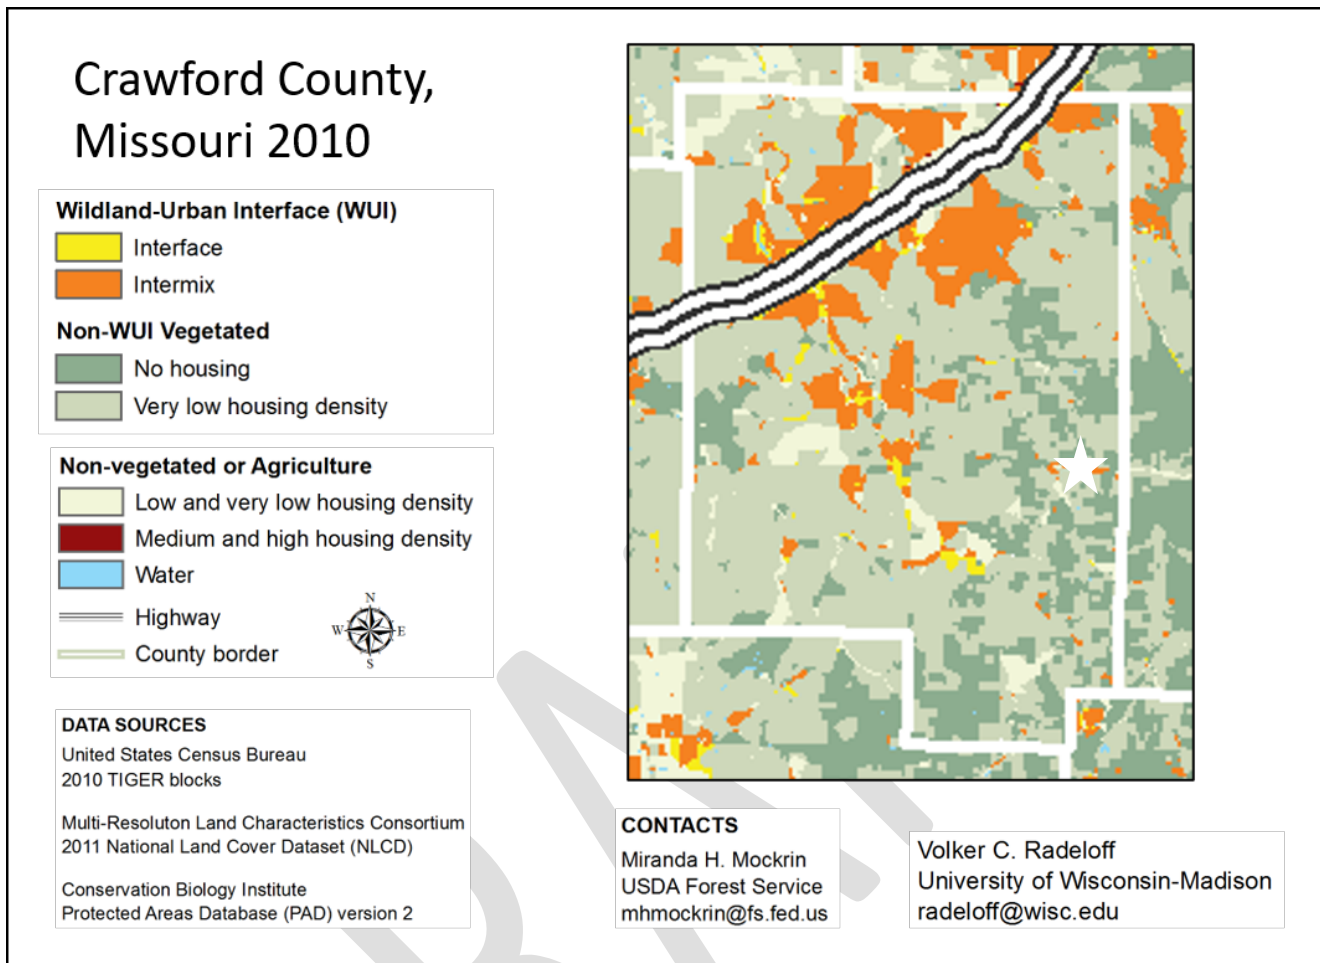 Crawford County,
Missouri 2010
Wildland-Urban Interface (WUI)
Interface
Intermix
Non-WUI Vegetated
No housing
Very low housing density
Non-vegetated or Agriculture
Low and very low housing density
Medium and high housing density
Water
Highway
County border
N
W E
S
DATA SOURCES
United States Census Bureau
2010 TIGER blocks
Multi-Resoluton Land Characteristics Consortium
2011 National Land Cover Dataset (NLCD)
Conservation Biology Institute
Protected Areas Database (PAD) version 2
CONTACTS
Miranda H. Mockrin
USDA Forest Service
mhmockrin@fs.fed.us
Volker C. Radeloff
University of Wisconsin-Madison
radeloff@wisc.edu